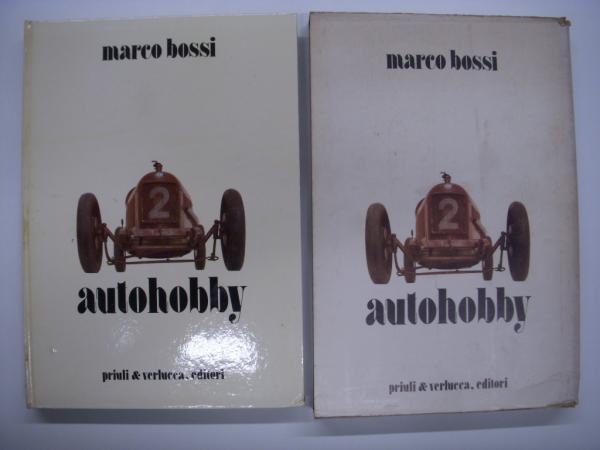 marco bossi
2
autohobby
priuli & verlucca, editori
marco bossi
2
autohobby
priuli & verlucca, editori